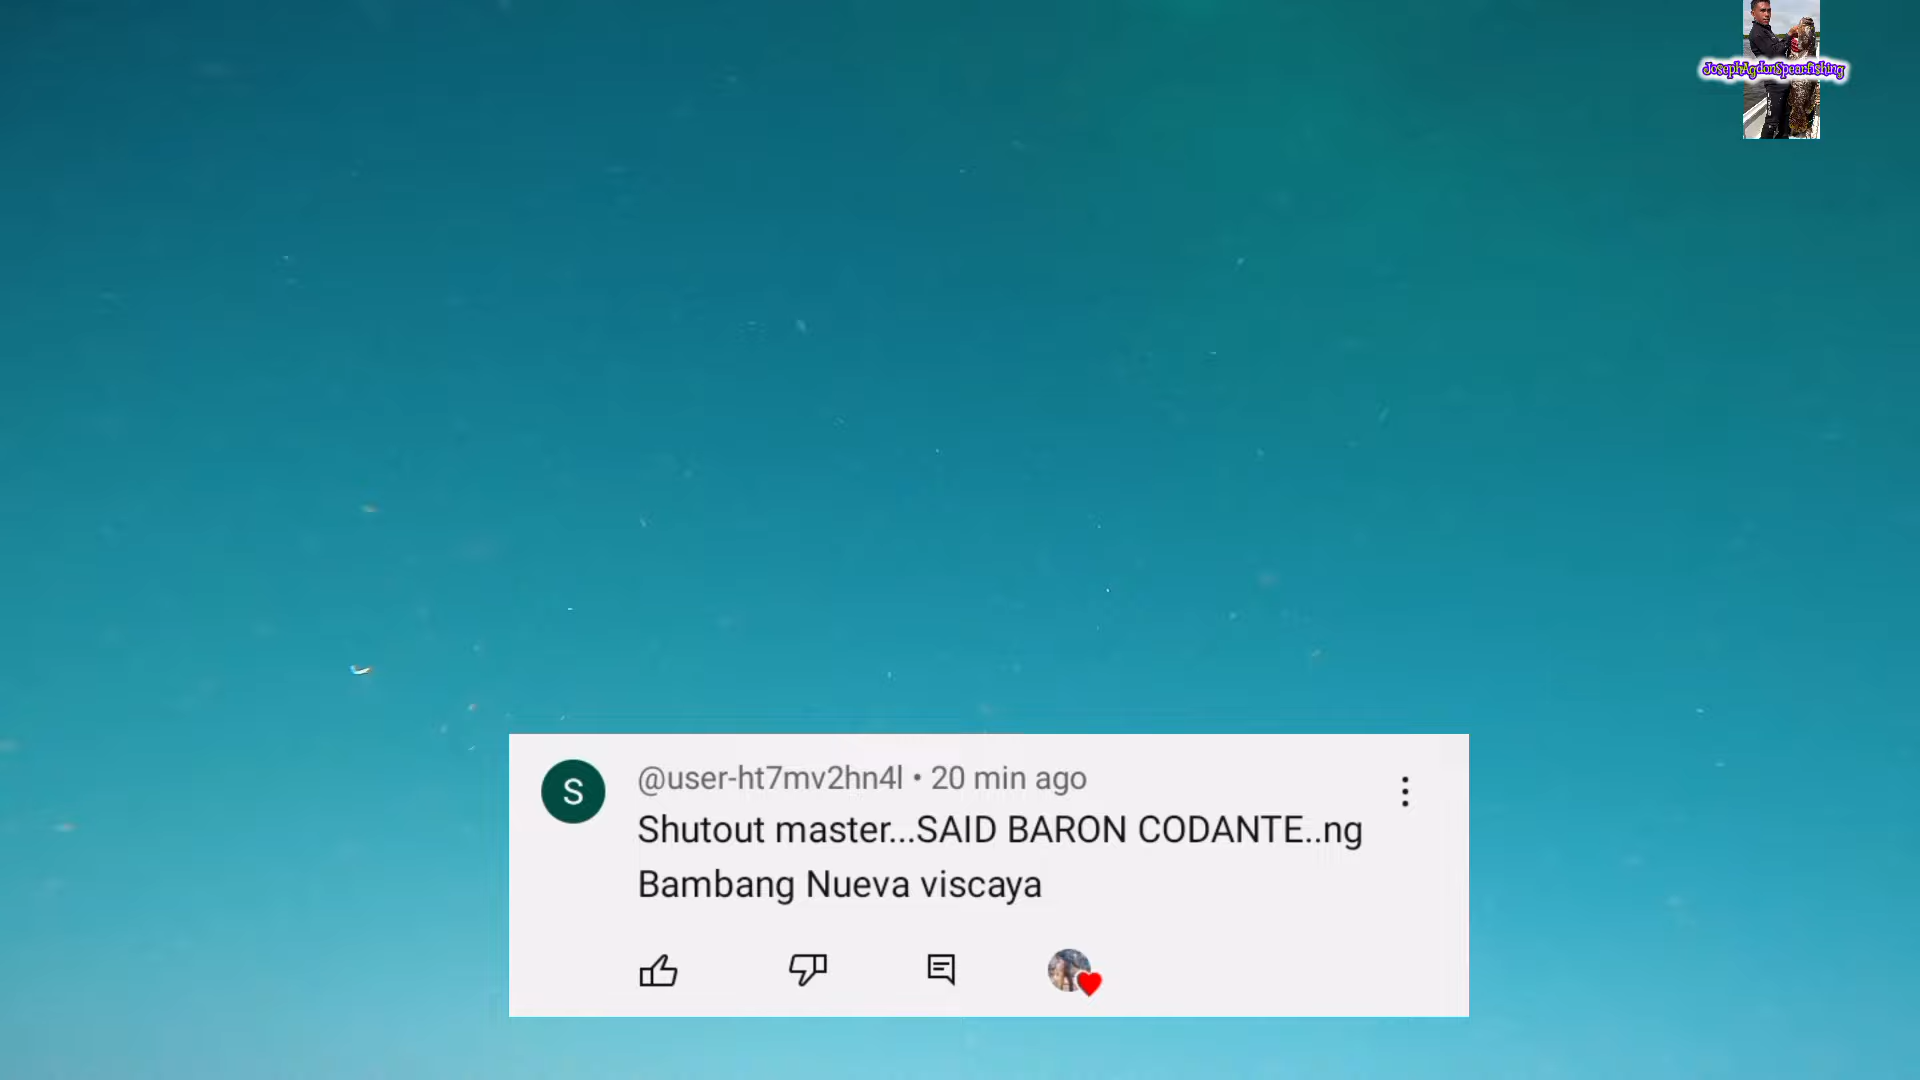 JosephAgdonSpearFishing
S
@user-ht7mv2hn4l • 20 min ago
Shutout master...SAID BARON CODANTE..ng
Bambang Nueva viscaya